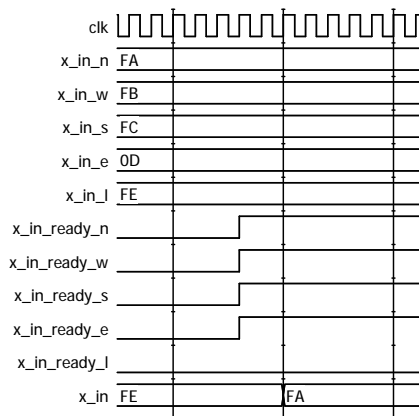 clk
x_in_n FA
x_in_w FB
x_in_s FC
x_in_e 0D
x_in_l FE
x_in_ready_n
x_in_ready_w
x_in_ready_s
x_in_ready_e
x_in_ready_l
x_in FE FA